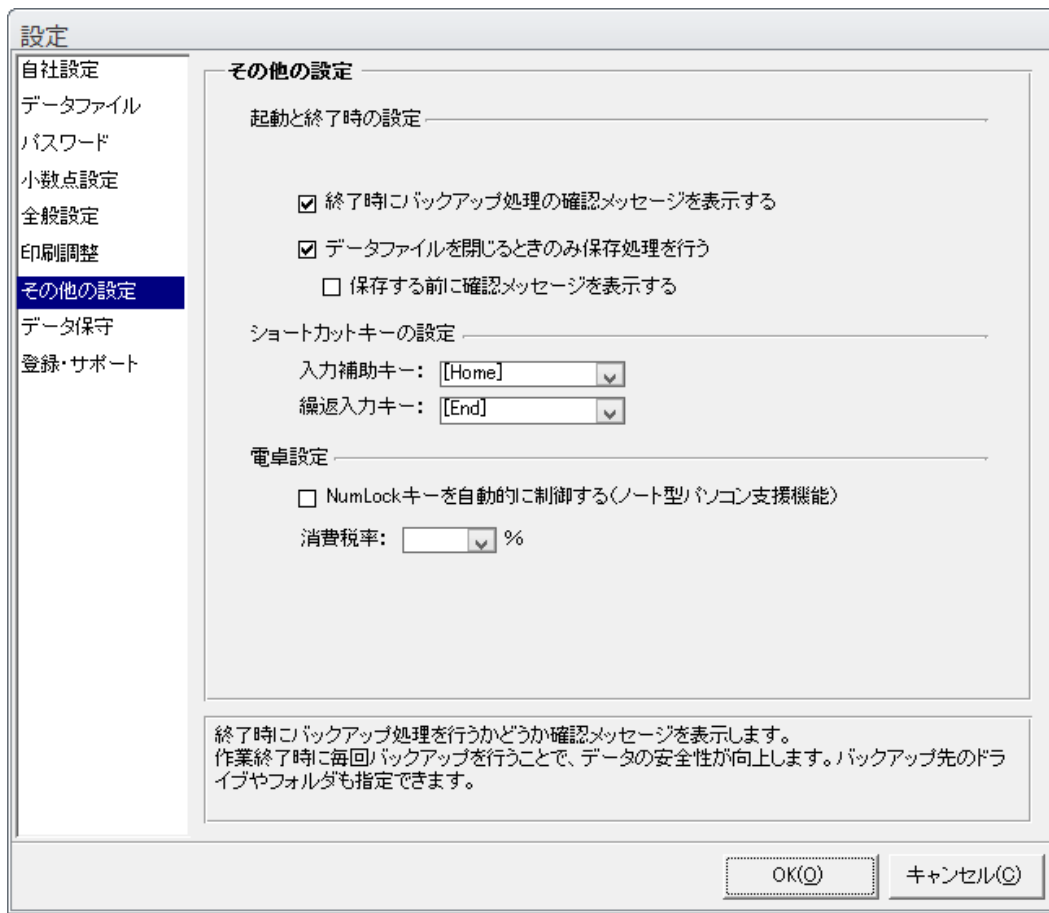 設定
自社設定
データファイル
パスワード
小数点設定
全般設定
印刷調整
その他の設定
データ保守
登録・サポート
その他の設定
起動と終了時の設定
終了時にバックアップ処理の確認メッセージを表示する
データファイルを閉じるときのみ保存処理を行う
保存する前に確認メッセージを表示する
ショートカットキーの設定
入力補助キー: [Home]
繰返入力キー: [End]
電卓設定
NumLockキーを自動的に制御する(ノート型パソコン支援機能)
消費税率: %
終了時にバックアップ処理を行うかどうか確認メッセージを表示します。
作業終了時に毎回バックアップを行うことで、データの安全性が向上します。バックアップ先のドラ
イブやフォルダも指定できます。
OK(O) キャンセル(C)